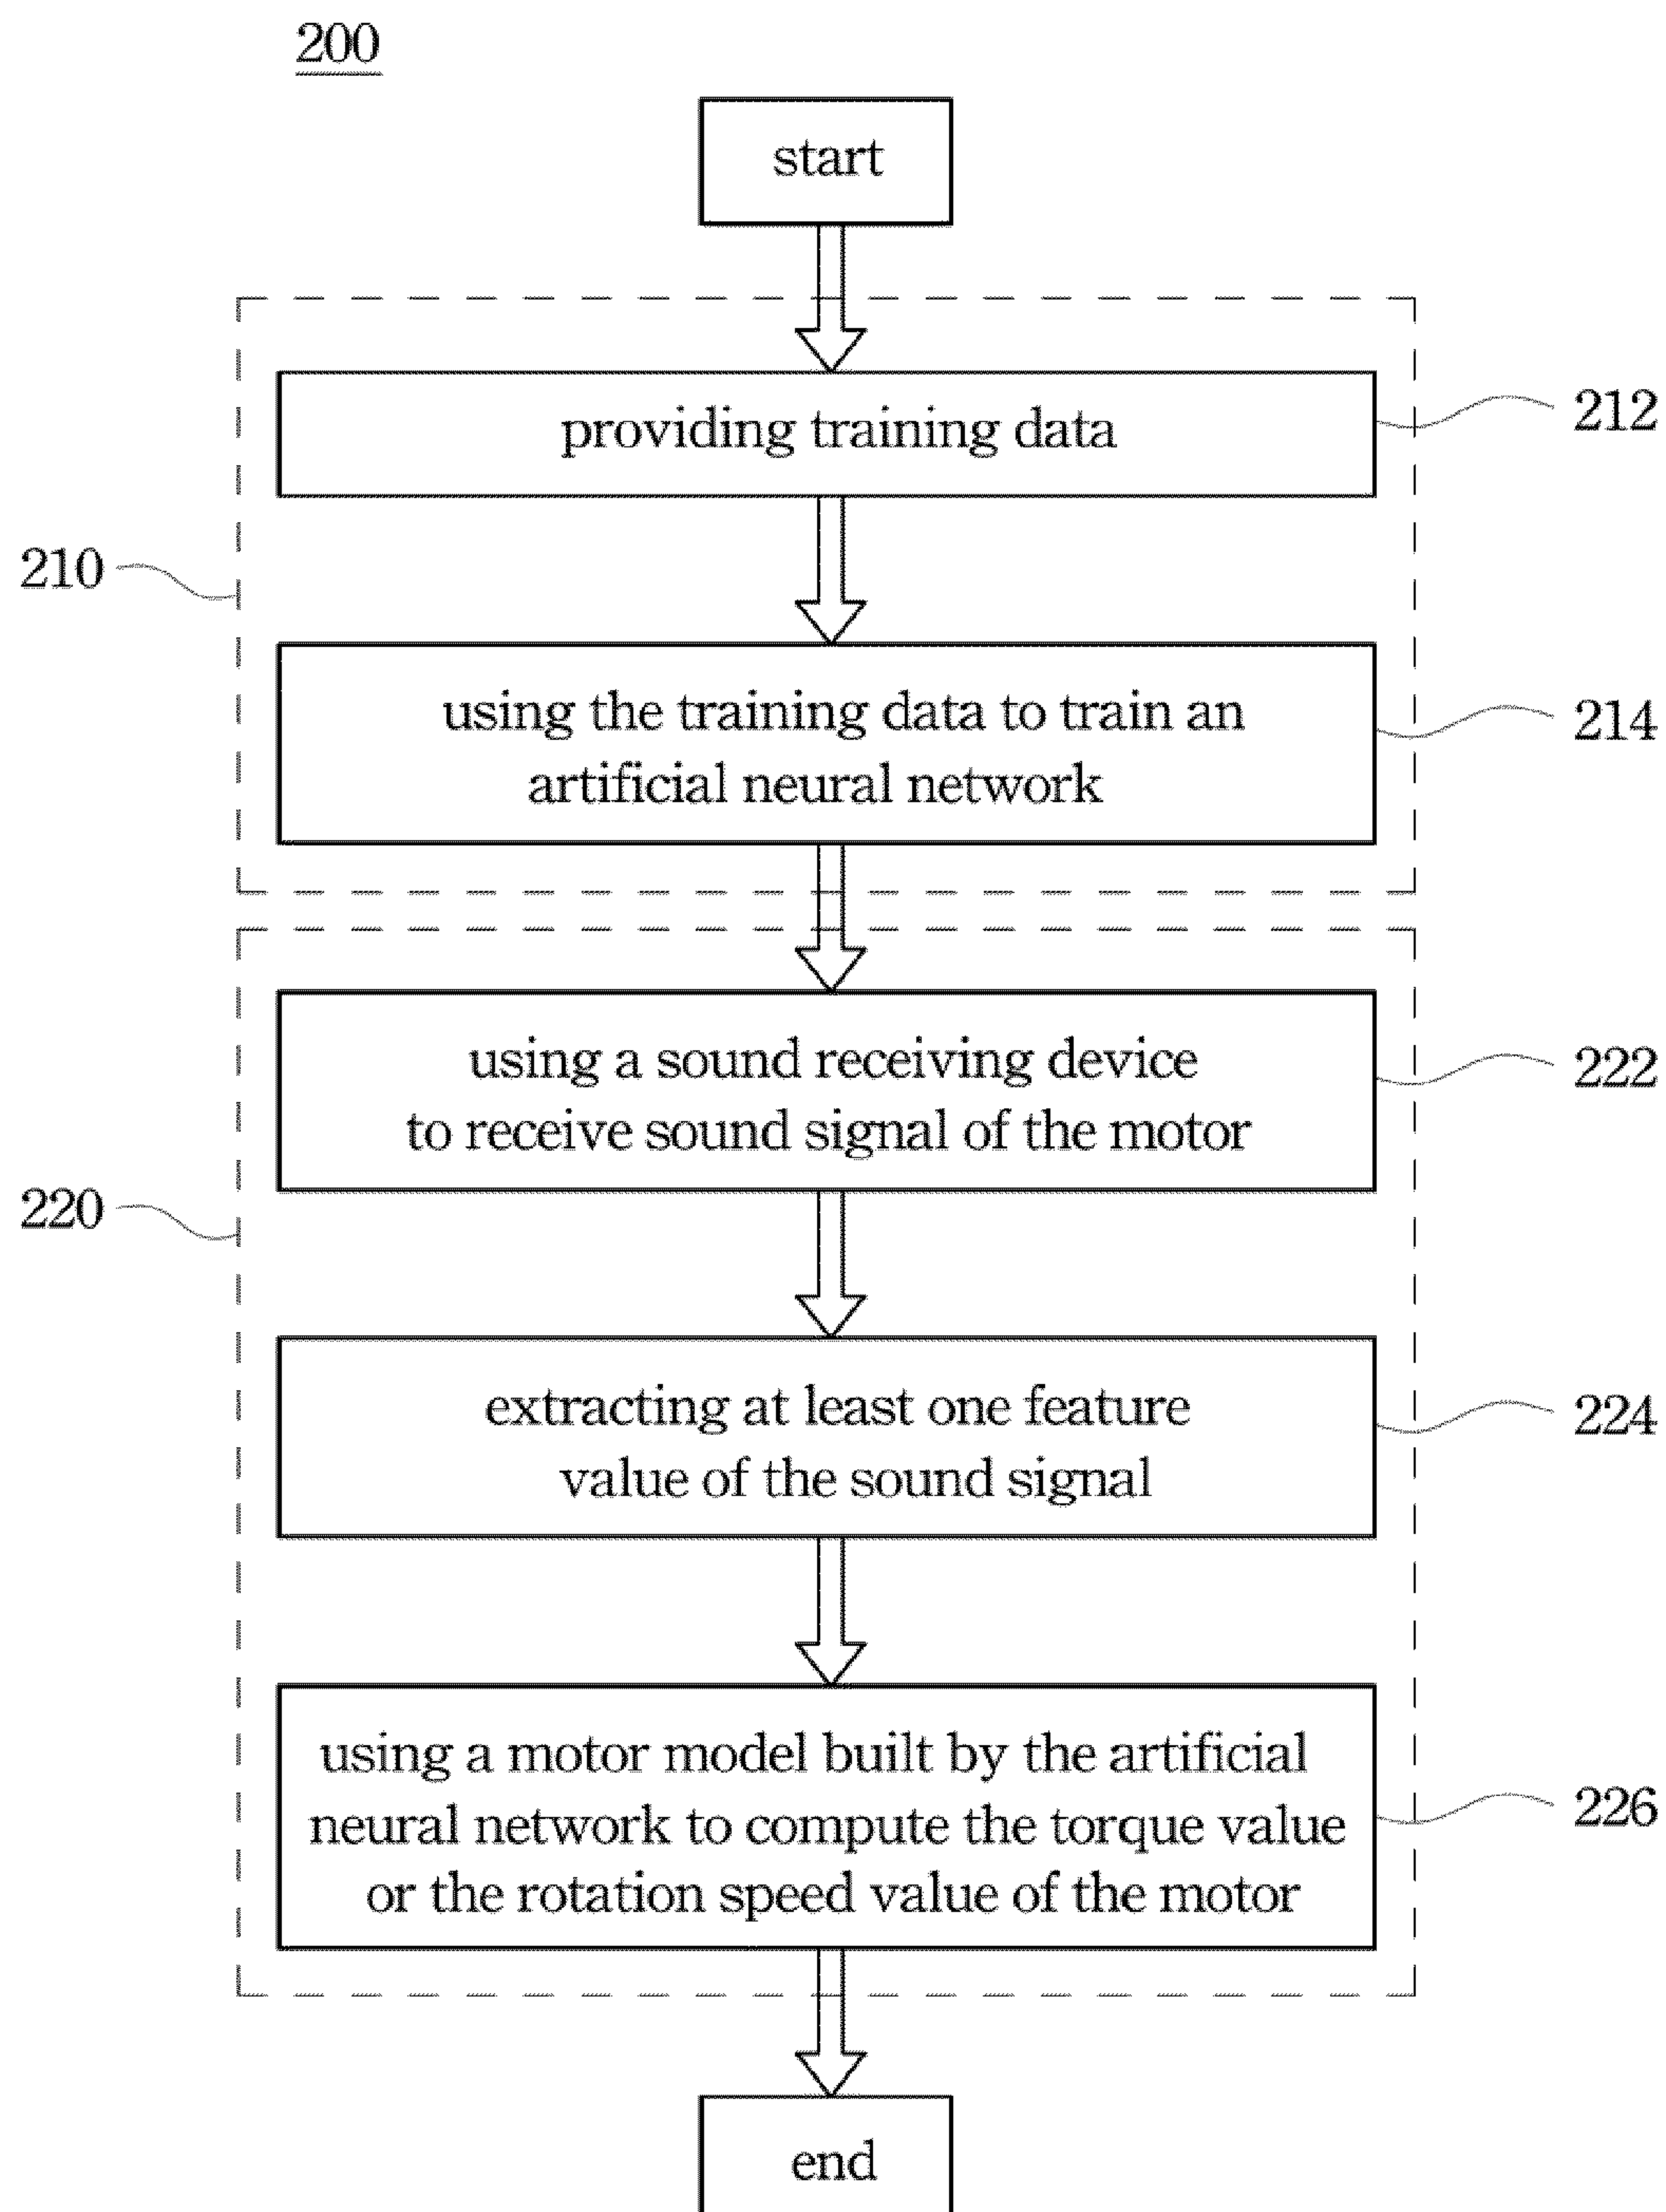 200
start
providing training data
212
210
using the training data to train an
artificial neural network
214
using a sound receiving device
to receive sound signal of the motor
222
220
extracting at least one feature
value of the sound signal
224
using a motor model built by the artificial
neural network to compute the torque value
or the rotation speed value of the motor
226
end